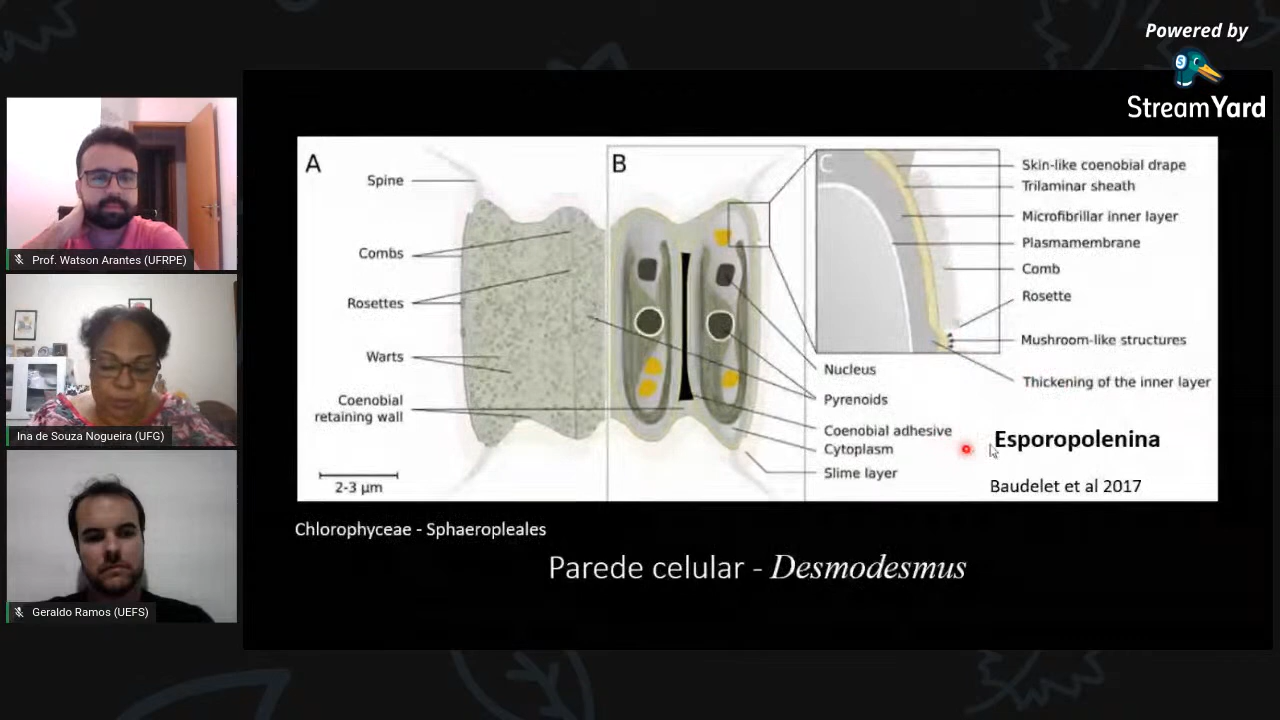 Powered by
StreamYard
Prof. Watson Arantes (UFRPE)
Ina de Souza Nogueira (UFG)
Geraldo Ramos (UEFS)
A
Spine
Combs
Rosettes
Warts
Coenobial
retaining wall
2-3 µm
B
C
Skin-like coenobial drape
Trilaminar sheath
Microfibrillar inner layer
Plasmamembrane
Comb
Rosette
Mushroom-like structures
Thickening of the inner layer
Nucleus
Pyrenoids
Coenobial adhesive
Cytoplasm
Slime layer
Esporopolenina
Baudelet et al 2017
Chlorophyceae - Sphaeropleales
Parede celular - Desmodesmus